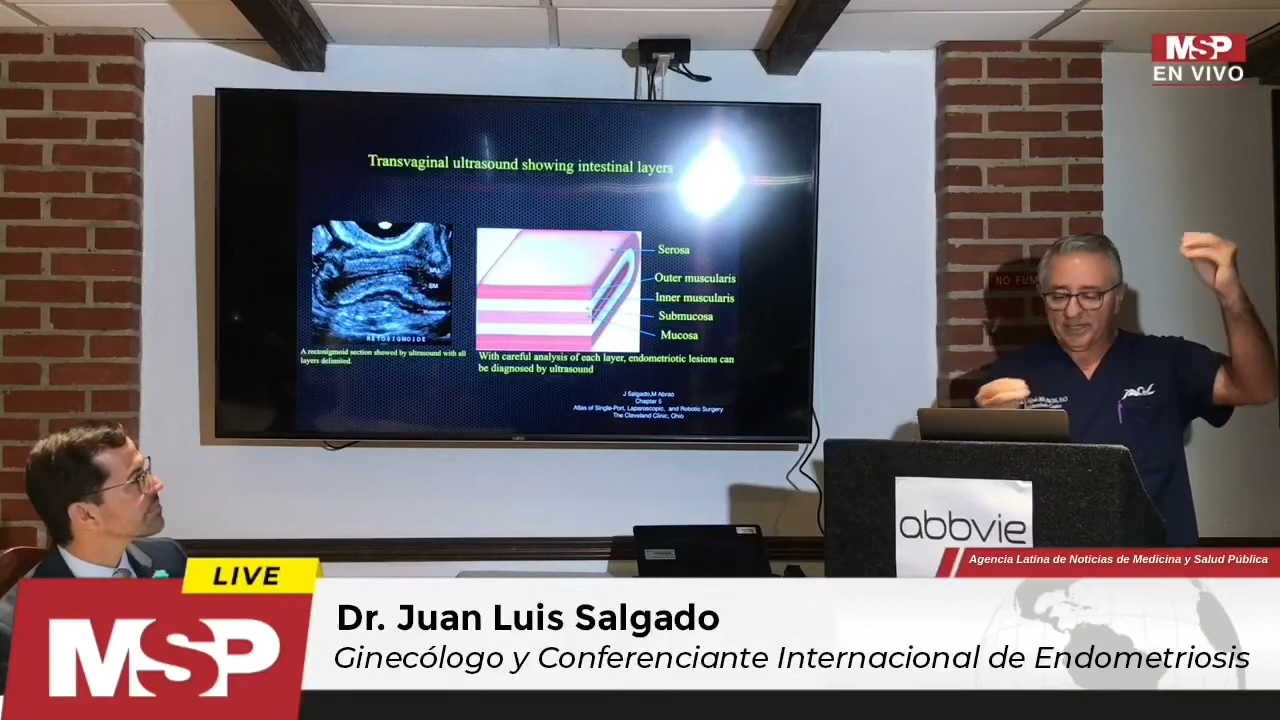 MSP
EN VIVO
Transvaginal ultrasound showing intestinal layers
Serosa
Outer muscularis
Inner muscularis
Submucosa
Mucosa
SM
RETOSIGMOIDE
A rectosigmoid section showed by ultrasound with all
layers delimited.
With careful analysis of each layer, endometriotic lesions can
be diagnosed by ultrasound
J Salgado,M Abrao
Chapter 5
Atlas of Single-Port, Laparoscopic, and Robotic Surgery
The Cleveland Clinic, Ohio
NO FUM
abbvie
Agencia Latina de Noticias de Medicina y Salud Pública
LIVE
MSP
Dr. Juan Luis Salgado
Ginecólogo y Conferenciante Internacional de Endometriosis